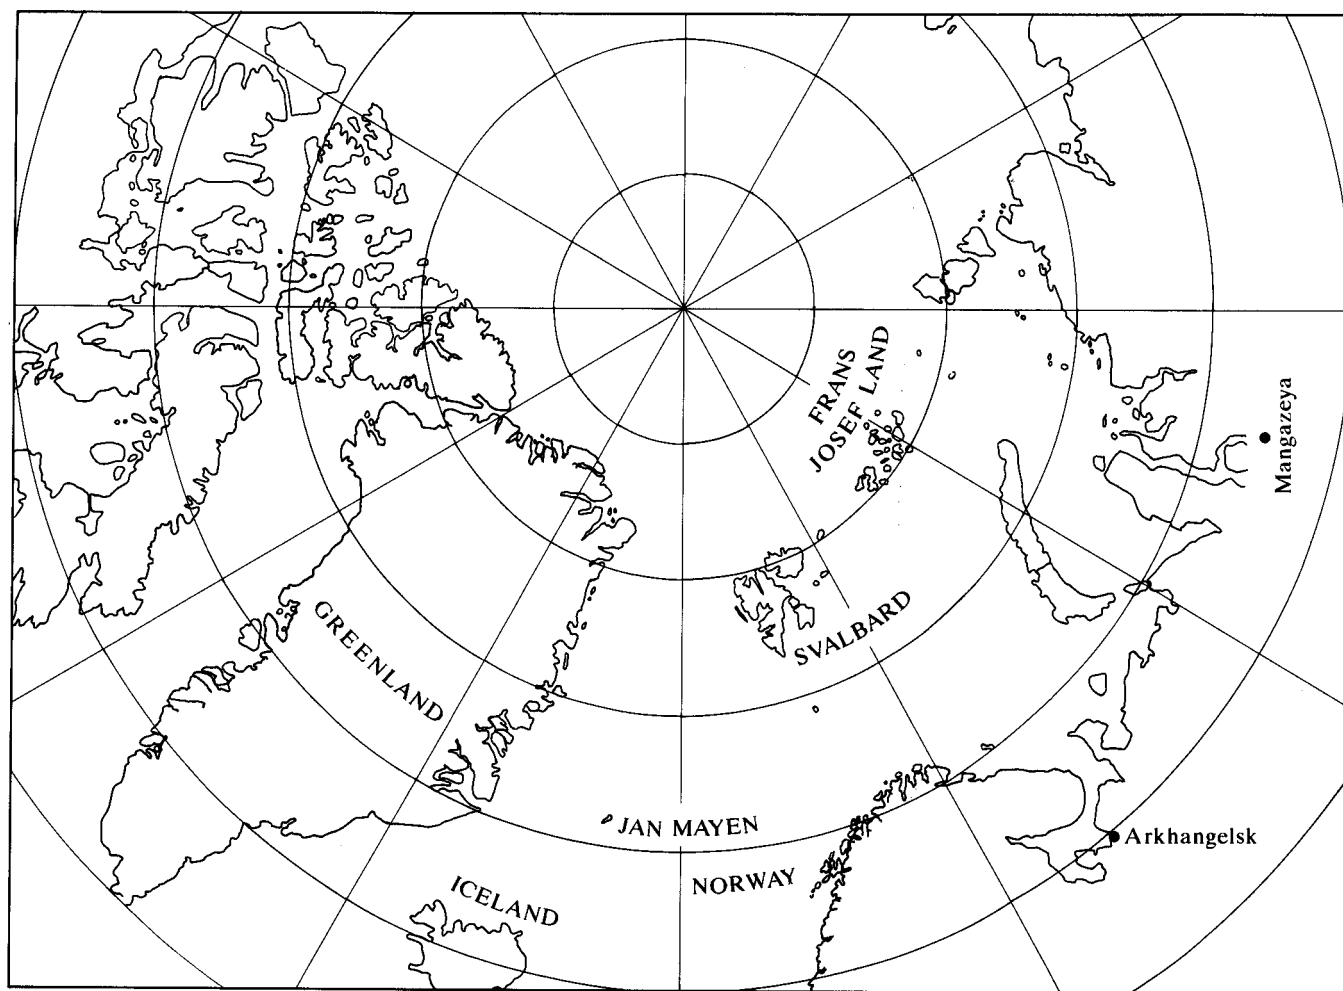 FRANS
JOSEF LAND
Mangazeya
GREENLAND
SVALBARD
JAN MAYEN
Arkhangelsk
NORWAY
ICELAND